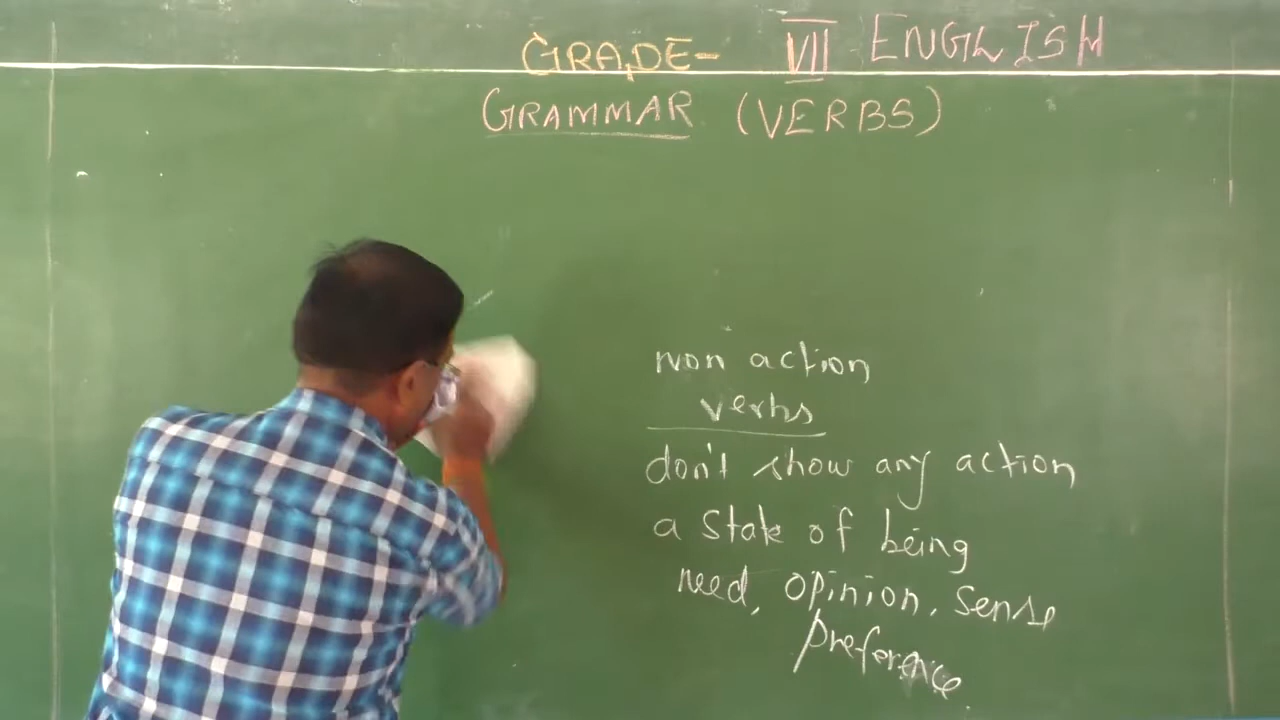 GRADE- VII ENGLISH
GRAMMAR (VERBS)
non action
verbs
don't show any action
a state of being
need, opinion, sense
preference